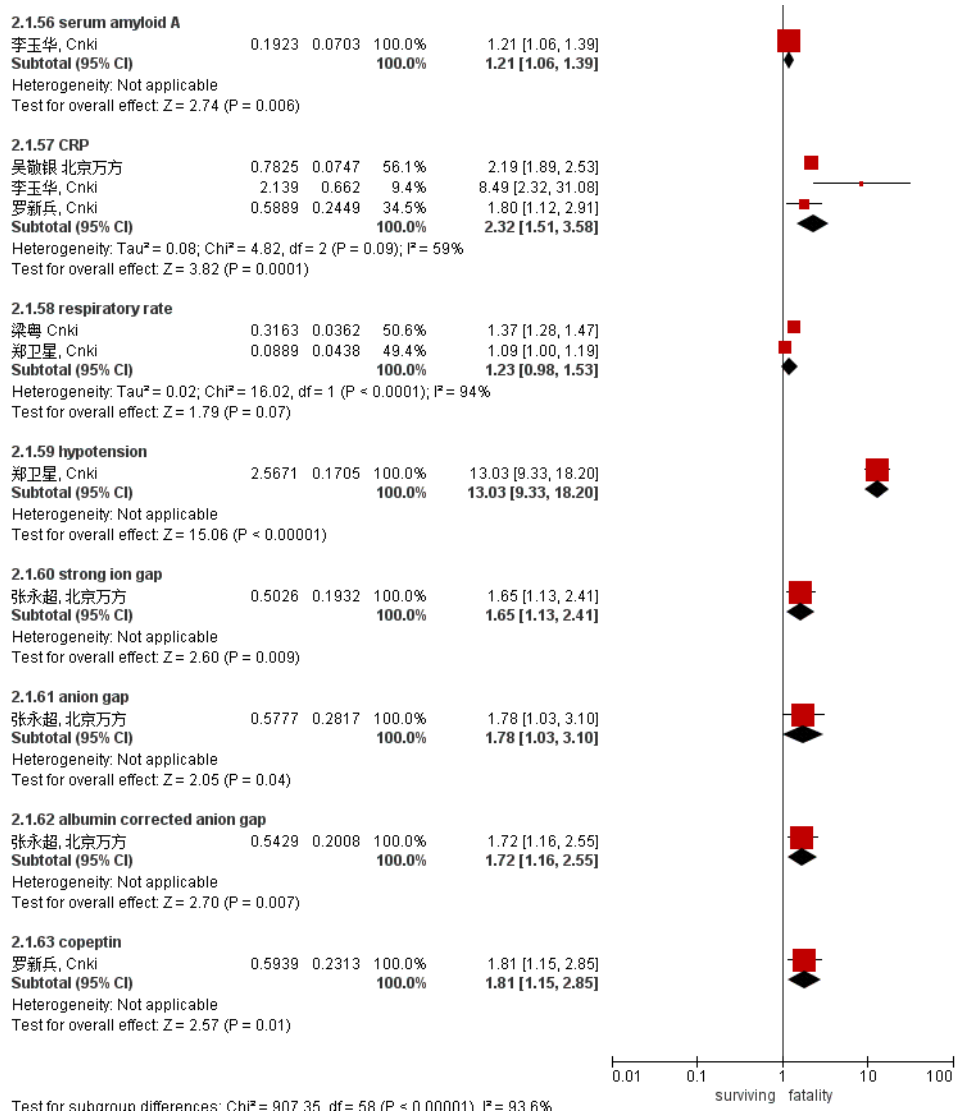 2.1.56 serum amyloid A
李玉华, Cnki 0.1923 0.0703 100.0% 1.21 [1.06, 1.39]
Subtotal (95% CI) 100.0% 1.21 [1.06, 1.39]
Heterogeneity: Not applicable
Test for overall effect: Z = 2.74 (P = 0.006)
2.1.57 CRP
吴敬银 北京万方 0.7825 0.0747 56.1% 2.19 [1.89, 2.53]
李玉华, Cnki 2.139 0.662 9.4% 8.49 [2.32, 31.08]
罗新兵, Cnki 0.5889 0.2449 34.5% 1.80 [1.12, 2.91]
Subtotal (95% CI) 100.0% 2.32 [1.51, 3.58]
Heterogeneity: Tau² = 0.08; Chi² = 4.82, df = 2 (P = 0.09); I² = 59%
Test for overall effect: Z = 3.82 (P = 0.0001)
2.1.58 respiratory rate
梁粤 Cnki 0.3163 0.0362 50.6% 1.37 [1.28, 1.47]
郑卫星, Cnki 0.0889 0.0438 49.4% 1.09 [1.00, 1.19]
Subtotal (95% CI) 100.0% 1.23 [0.98, 1.53]
Heterogeneity: Tau² = 0.02; Chi² = 16.02, df = 1 (P < 0.0001); I² = 94%
Test for overall effect: Z = 1.79 (P = 0.07)
2.1.59 hypotension
郑卫星, Cnki 2.5671 0.1705 100.0% 13.03 [9.33, 18.20]
Subtotal (95% CI) 100.0% 13.03 [9.33, 18.20]
Heterogeneity: Not applicable
Test for overall effect: Z = 15.06 (P < 0.00001)
2.1.60 strong ion gap
张永超, 北京万方 0.5026 0.1932 100.0% 1.65 [1.13, 2.41]
Subtotal (95% CI) 100.0% 1.65 [1.13, 2.41]
Heterogeneity: Not applicable
Test for overall effect: Z = 2.60 (P = 0.009)
2.1.61 anion gap
张永超, 北京万方 0.5777 0.2817 100.0% 1.78 [1.03, 3.10]
Subtotal (95% CI) 100.0% 1.78 [1.03, 3.10]
Heterogeneity: Not applicable
Test for overall effect: Z = 2.05 (P = 0.04)
2.1.62 albumin corrected anion gap
张永超, 北京万方 0.5429 0.2008 100.0% 1.72 [1.16, 2.55]
Subtotal (95% CI) 100.0% 1.72 [1.16, 2.55]
Heterogeneity: Not applicable
Test for overall effect: Z = 2.70 (P = 0.007)
2.1.63 copeptin
罗新兵, Cnki 0.5939 0.2313 100.0% 1.81 [1.15, 2.85]
Subtotal (95% CI) 100.0% 1.81 [1.15, 2.85]
Heterogeneity: Not applicable
Test for overall effect: Z = 2.57 (P = 0.01)
0.01 0.1 1 10 100
surviving fatality
Test for subgroup differences: Chi² = 907.35, df = 58 (P < 0.00001), I² = 93.6%